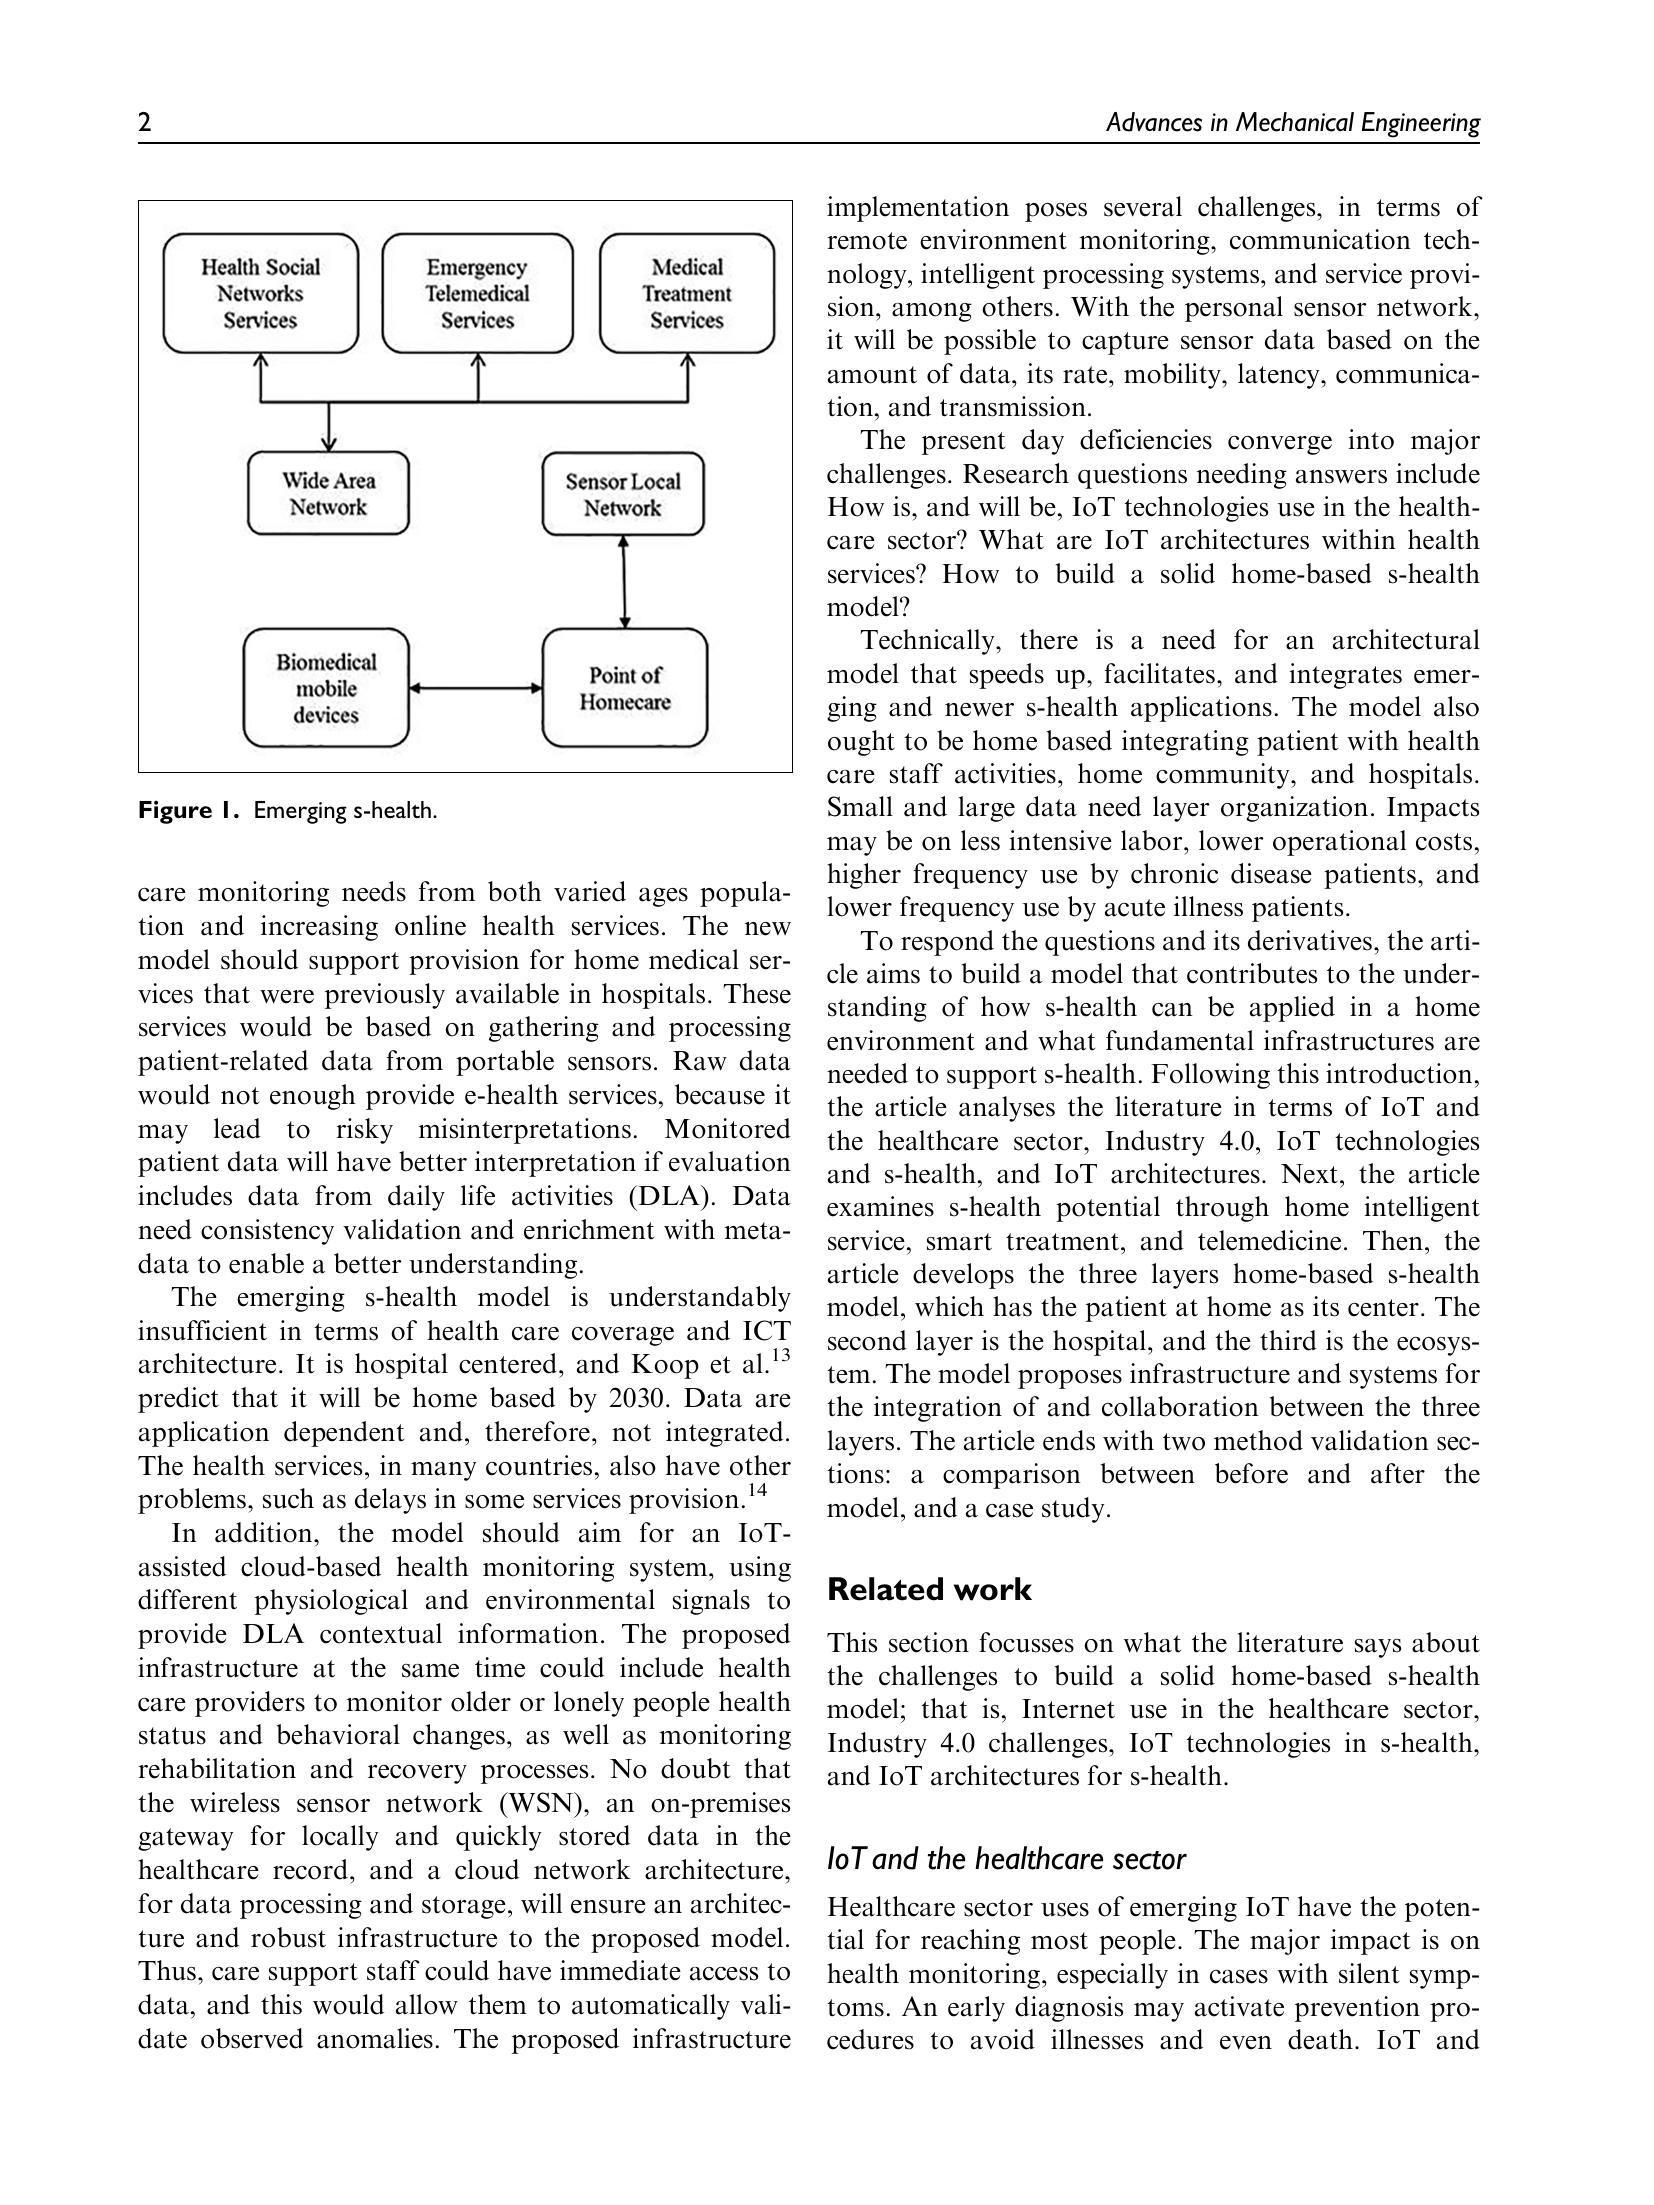 2
Advances in Mechanical Engineering
Health Social
Networks
Services
Emergency
Telemedical
Services
Medical
Treatment
Services
Wide Area
Network
Sensor Local
Network
Biomedical
mobile
devices
Point of
Homecare
Figure 1. Emerging s-health.
care monitoring needs from both varied ages popula-
tion and increasing online health services. The new
model should support provision for home medical ser-
vices that were previously available in hospitals. These
services would be based on gathering and processing
patient-related data from portable sensors. Raw data
would not enough provide e-health services, because it
may lead to risky misinterpretations. Monitored
patient data will have better interpretation if evaluation
includes data from daily life activities (DLA). Data
need consistency validation and enrichment with meta-
data to enable a better understanding.
The emerging s-health model is understandably
insufficient in terms of health care coverage and ICT
architecture. It is hospital centered, and Koop et al.13
predict that it will be home based by 2030. Data are
application dependent and, therefore, not integrated.
The health services, in many countries, also have other
problems, such as delays in some services provision.14
In addition, the model should aim for an IoT-
assisted cloud-based health monitoring system, using
different physiological and environmental signals to
provide DLA contextual information. The proposed
infrastructure at the same time could include health
care providers to monitor older or lonely people health
status and behavioral changes, as well as monitoring
rehabilitation and recovery processes. No doubt that
the wireless sensor network (WSN), an on-premises
gateway for locally and quickly stored data in the
healthcare record, and a cloud network architecture,
for data processing and storage, will ensure an architec-
ture and robust infrastructure to the proposed model.
Thus, care support staff could have immediate access to
data, and this would allow them to automatically vali-
date observed anomalies. The proposed infrastructure
implementation poses several challenges, in terms of
remote environment monitoring, communication tech-
nology, intelligent processing systems, and service provi-
sion, among others. With the personal sensor network,
it will be possible to capture sensor data based on the
amount of data, its rate, mobility, latency, communica-
tion, and transmission.
The present day deficiencies converge into major
challenges. Research questions needing answers include
How is, and will be, IoT technologies use in the health-
care sector? What are IoT architectures within health
services? How to build a solid home-based s-health
model?
Technically, there is a need for an architectural
model that speeds up, facilitates, and integrates emer-
ging and newer s-health applications. The model also
ought to be home based integrating patient with health
care staff activities, home community, and hospitals.
Small and large data need layer organization. Impacts
may be on less intensive labor, lower operational costs,
higher frequency use by chronic disease patients, and
lower frequency use by acute illness patients.
To respond the questions and its derivatives, the arti-
cle aims to build a model that contributes to the under-
standing of how s-health can be applied in a home
environment and what fundamental infrastructures are
needed to support s-health. Following this introduction,
the article analyses the literature in terms of IoT and
the healthcare sector, Industry 4.0, IoT technologies
and s-health, and IoT architectures. Next, the article
examines s-health potential through home intelligent
service, smart treatment, and telemedicine. Then, the
article develops the three layers home-based s-health
model, which has the patient at home as its center. The
second layer is the hospital, and the third is the ecosys-
tem. The model proposes infrastructure and systems for
the integration of and collaboration between the three
layers. The article ends with two method validation sec-
tions: a comparison between before and after the
model, and a case study.
Related work
This section focusses on what the literature says about
the challenges to build a solid home-based s-health
model; that is, Internet use in the healthcare sector,
Industry 4.0 challenges, IoT technologies in s-health,
and IoT architectures for s-health.
IoT and the healthcare sector
Healthcare sector uses of emerging IoT have the poten-
tial for reaching most people. The major impact is on
health monitoring, especially in cases with silent symp-
toms. An early diagnosis may activate prevention pro-
cedures to avoid illnesses and even death. IoT and